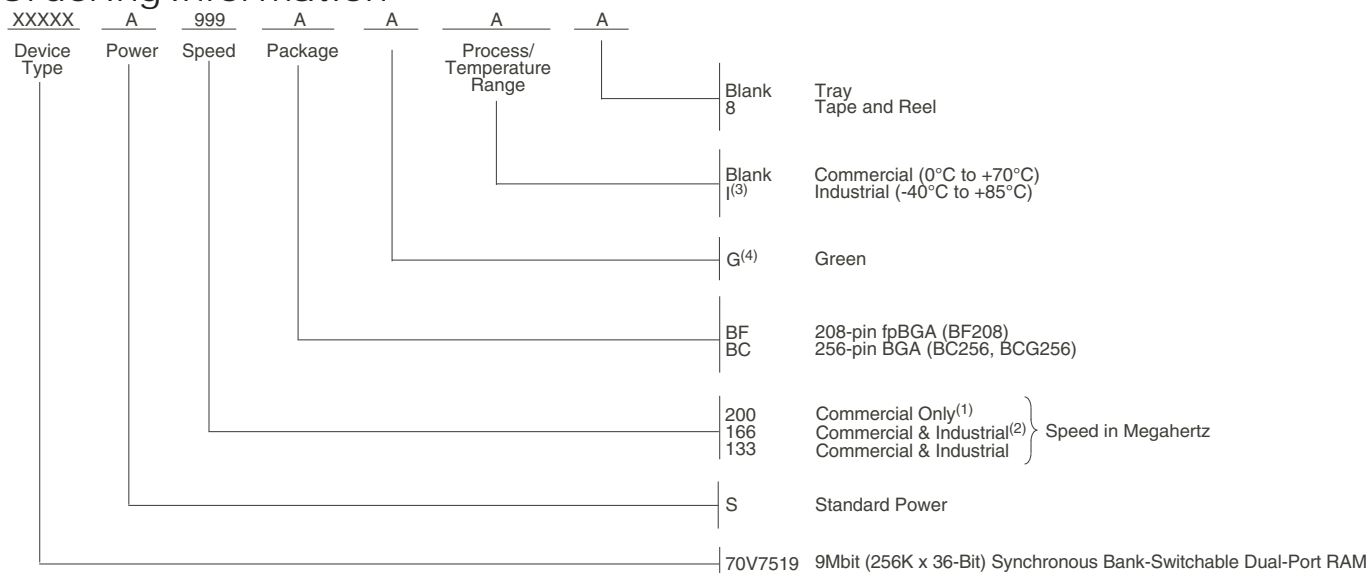 Ordering Information
XXXXX A 999 A A A A
Device Type Power Speed Package Process/ Temperature Range
Blank Tray
8 Tape and Reel
Blank Commercial (0°C to +70°C)
I(3) Industrial (-40°C to +85°C)
G(4) Green
BF 208-pin fpBGA (BF208)
BC 256-pin BGA (BC256, BCG256)
200 Commercial Only(1)
166 Commercial & Industrial(2) Speed in Megahertz
133 Commercial & Industrial
S Standard Power
70V7519 9Mbit (256K x 36-Bit) Synchronous Bank-Switchable Dual-Port RAM